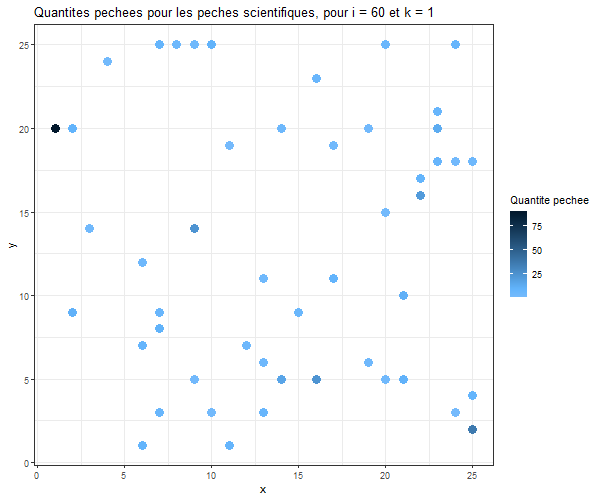 Quantites pechees pour les peches scientifiques, pour i = 60 et k = 1
25
20
15
10
5
0
y
0 5 10 15 20 25
x
Quantite pechee
75
50
25